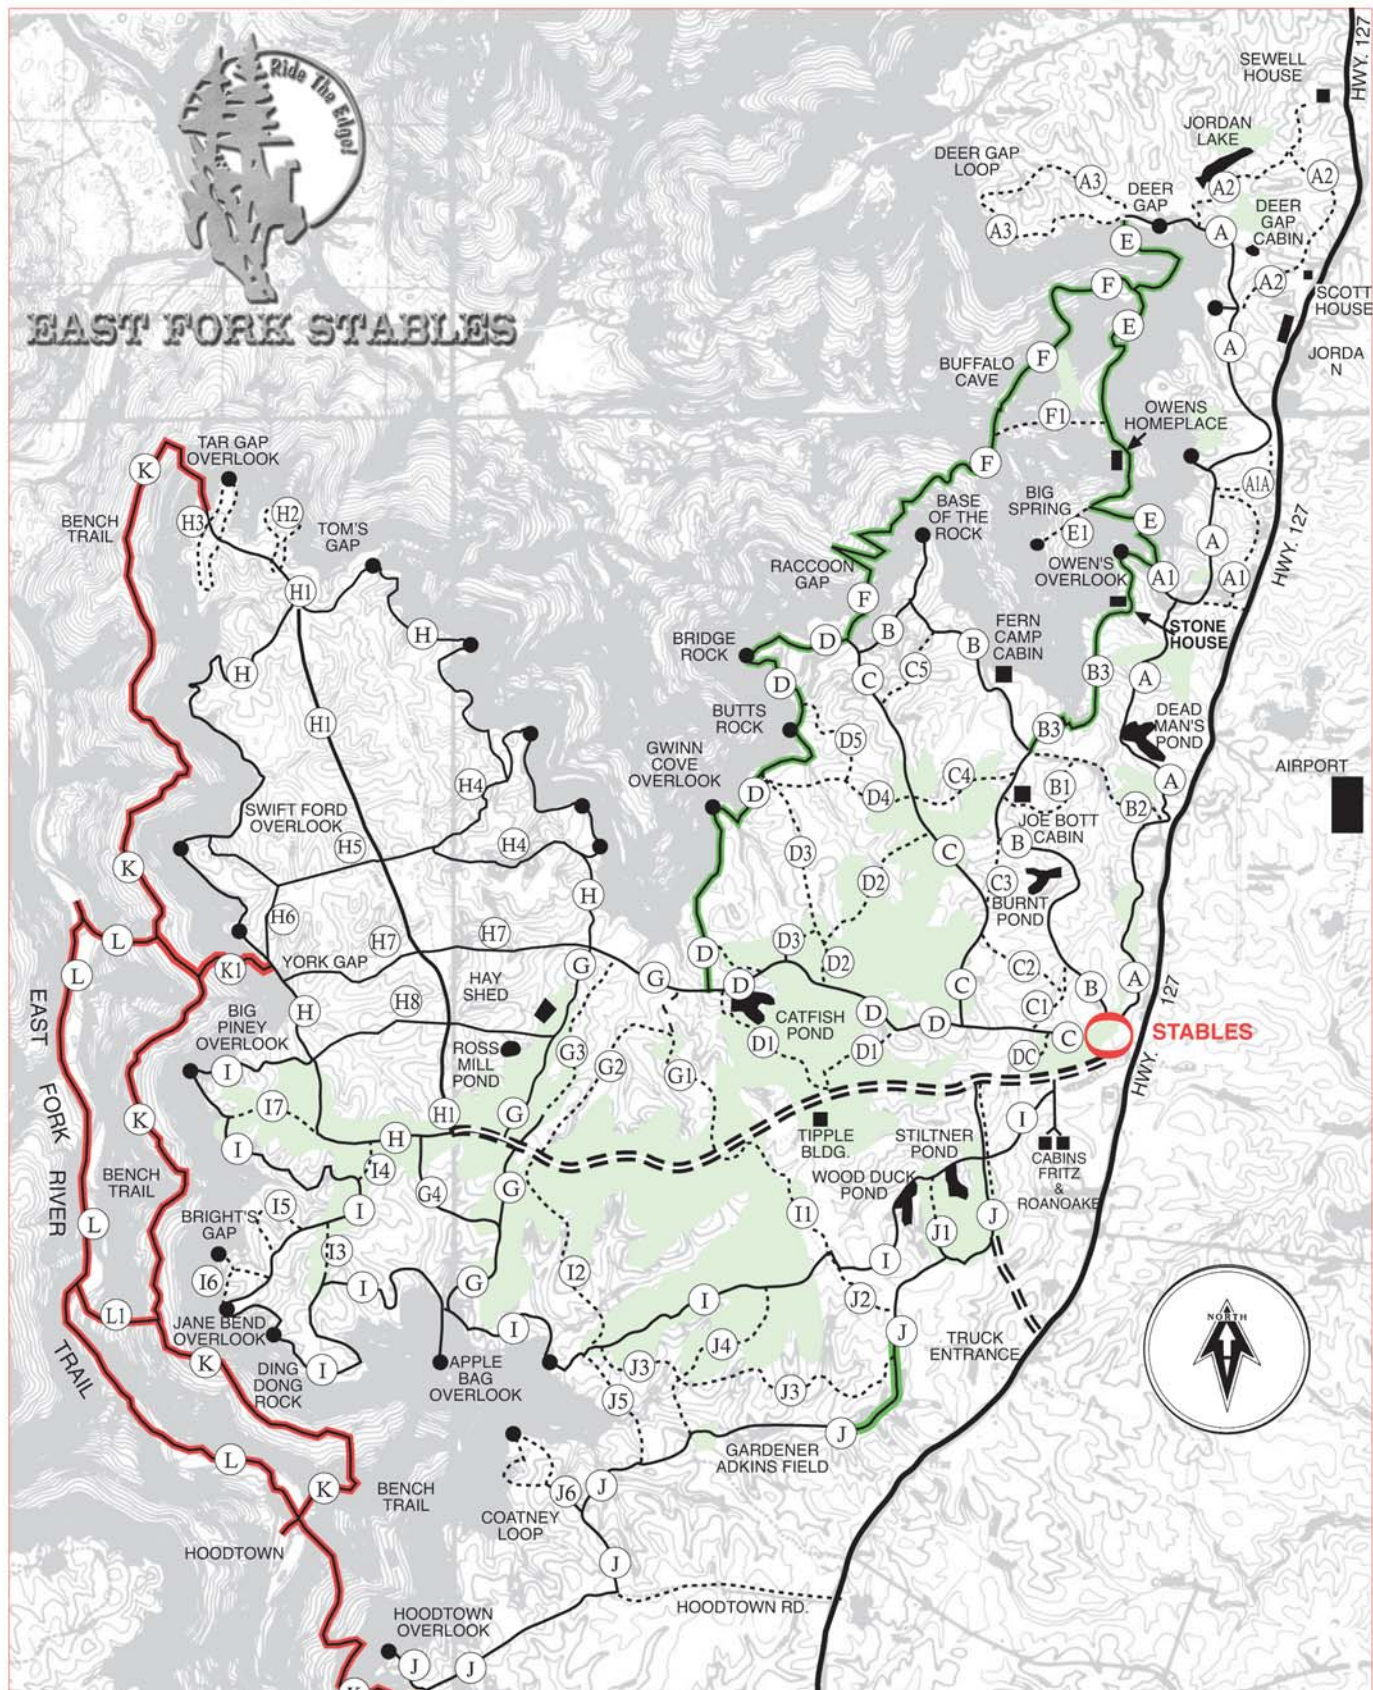 Ride The Edge!
EAST FORK STABLES
HWY. 127
SEWELL
HOUSE
JORDAN
LAKE
DEER GAP
LOOP
A3
DEER
GAP
A2
A2
A3
E
A
DEER
GAP
CABIN
F
A2
SCOTT
HOUSE
E
F
A
JORDA
N
BUFFALO
CAVE
F1
OWENS
HOMEPLACE
F
TAR GAP
OVERLOOK
K
BENCH
TRAIL
H3
H2
TOM'S
GAP
BASE
OF THE
ROCK
BIG
SPRING
E1
E
A1A
A
HWY. 127
OWEN'S
OVERLOOK
A1
A1
RACCOON
GAP
F
STONE
HOUSE
H1
H
H
BRIDGE
ROCK
D
B
C5
B
FERN
CAMP
CABIN
C
D
B3
A
H1
BUTTS
ROCK
D5
B3
DEAD
MAN'S
POND
GWINN
COVE
OVERLOOK
H4
D
D4
C4
B1
A
B2
AIRPORT
SWIFT FORD
OVERLOOK
H5
H4
JOE BOTT
CABIN
D3
C
B
K
D2
C3
BURNT
POND
H
H6
L
H7
H7
D3
D2
D
K1
YORK GAP
G
G
D
C2
C
B
A
L
EAST
FORK
RIVER
TRAIL
H
H8
HAY
SHED
CATFISH
POND
C1
D
D
C
STABLES
HWY. 127
BIG
PINEY
OVERLOOK
ROSS
MILL
POND
D1
D1
DC
I
G3
G2
G1
I7
H1
G
I
K
I
H
TIPPLE
BLDG.
STILTNER
POND
CABINS
FRITZ
&
ROANOAKE
BENCH
TRAIL
I4
G4
G
WOOD DUCK
POND
L
I5
I
I1
J1
J
BRIGHT'S
GAP
I3
I
I6
I
G
I2
J2
L1
JANE BEND
OVERLOOK
I
I
J
TRUCK
ENTRANCE
NORTH
K
DING
DONG
ROCK
I
APPLE
BAG
OVERLOOK
J3
J4
J3
J5
J
GARDENER
ADKINS FIELD
L
K
BENCH
TRAIL
J6
J
COATNEY
LOOP
HOODTOWN
J
HOODTOWN RD.
HOODTOWN
OVERLOOK
J
J
K